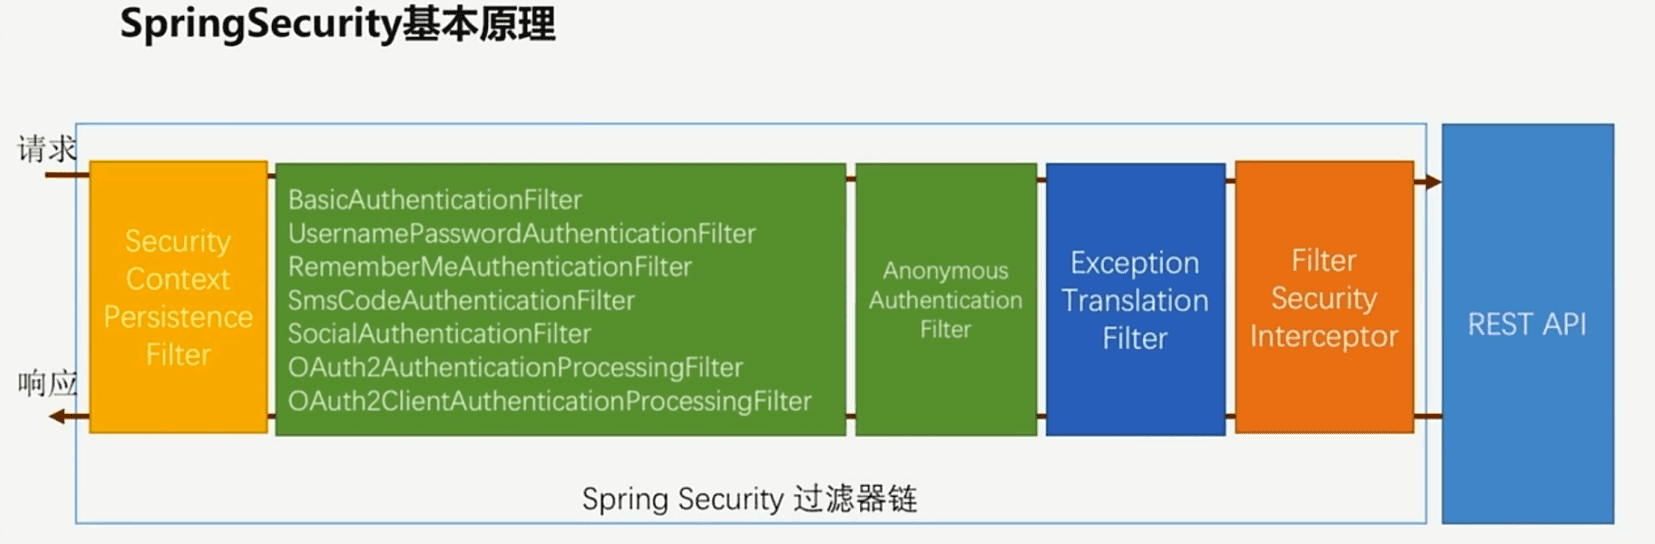 SpringSecurity基本原理
请求
响应
Security
Context
Persistence
Filter
BasicAuthenticationFilter
UsernamePasswordAuthenticationFilter
RememberMeAuthenticationFilter
SmsCodeAuthenticationFilter
SocialAuthenticationFilter
OAuth2AuthenticationProcessingFilter
OAuth2ClientAuthenticationProcessingFilter
Anonymous
Authentication
Filter
Exception
Translation
Filter
Filter
Security
Interceptor
REST API
Spring Security 过滤器链